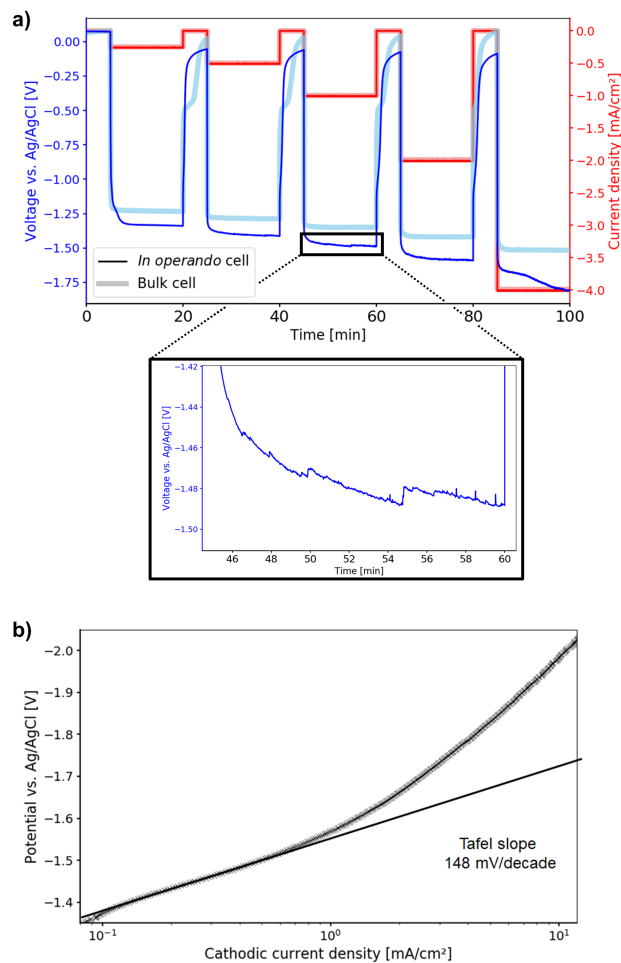 a)
0.00
−0.25
−0.50
−0.75
−1.00
−1.25
−1.50
−1.75
Voltage vs. Ag/AgCl [V]
0.0
−0.5
−1.0
−1.5
−2.0
−2.5
−3.0
−3.5
−4.0
Current density [mA/cm²]
In operando cell
Bulk cell
0 20 40 60 80 100
Time [min]
−1.42
−1.44
−1.46
−1.48
−1.50
Voltage vs. Ag/AgCl [V]
46 48 50 52 54 56 58 60
Time [min]
b)
−2.0
−1.9
−1.8
−1.7
−1.6
−1.5
−1.4
Potential vs. Ag/AgCl [V]
Tafel slope
148 mV/decade
10⁻¹ 10⁰ 10¹
Cathodic current density [mA/cm²]